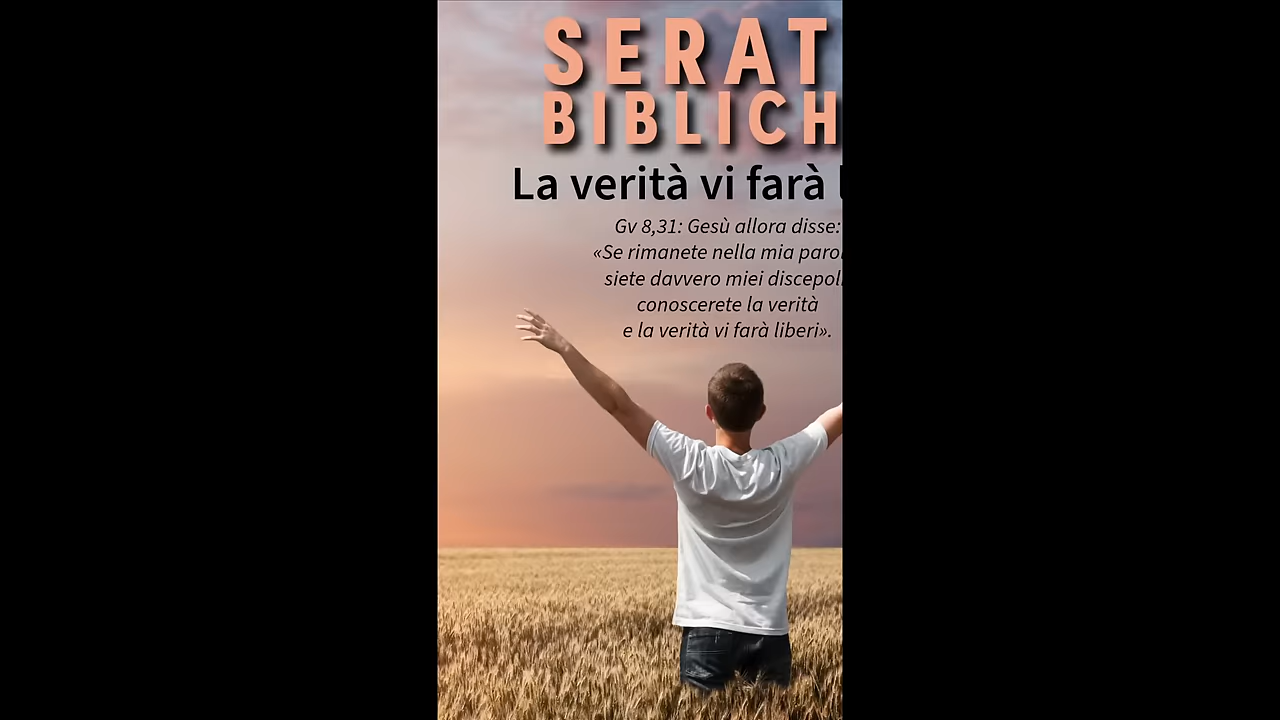 SERAT
BIBLICH
La verità vi farà
Gv 8,31: Gesù allora disse:
«Se rimanete nella mia paro
siete davvero miei discepol
conoscerete la verità
e la verità vi farà liberi».